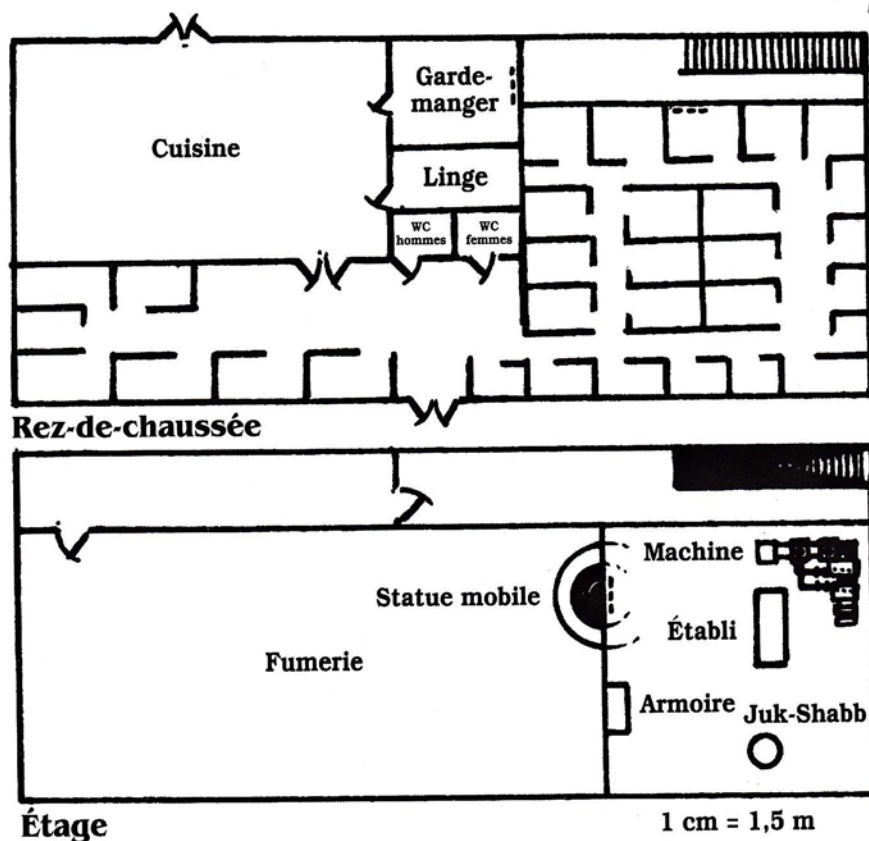 Garde-
manger
Cuisine
Linge
WC
hommes
WC
femmes
Rez-de-chaussée
Machine
Statue mobile
Établi
Fumerie
Armoire
Juk-Shabb
Étage
1 cm = 1,5 m